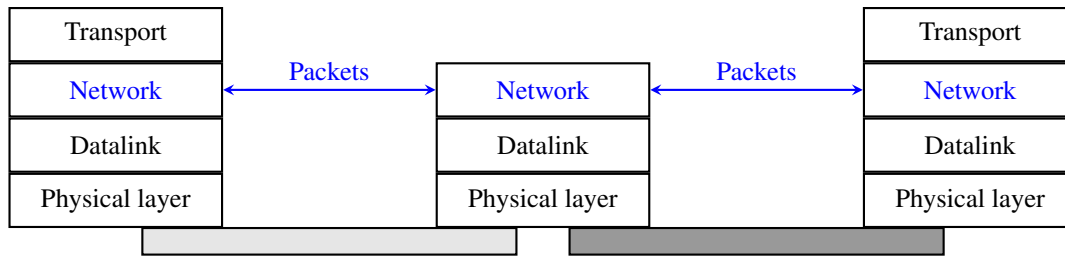 Transport
Transport
Network
Packets
Network
Packets
Network
Datalink
Datalink
Datalink
Physical layer
Physical layer
Physical layer